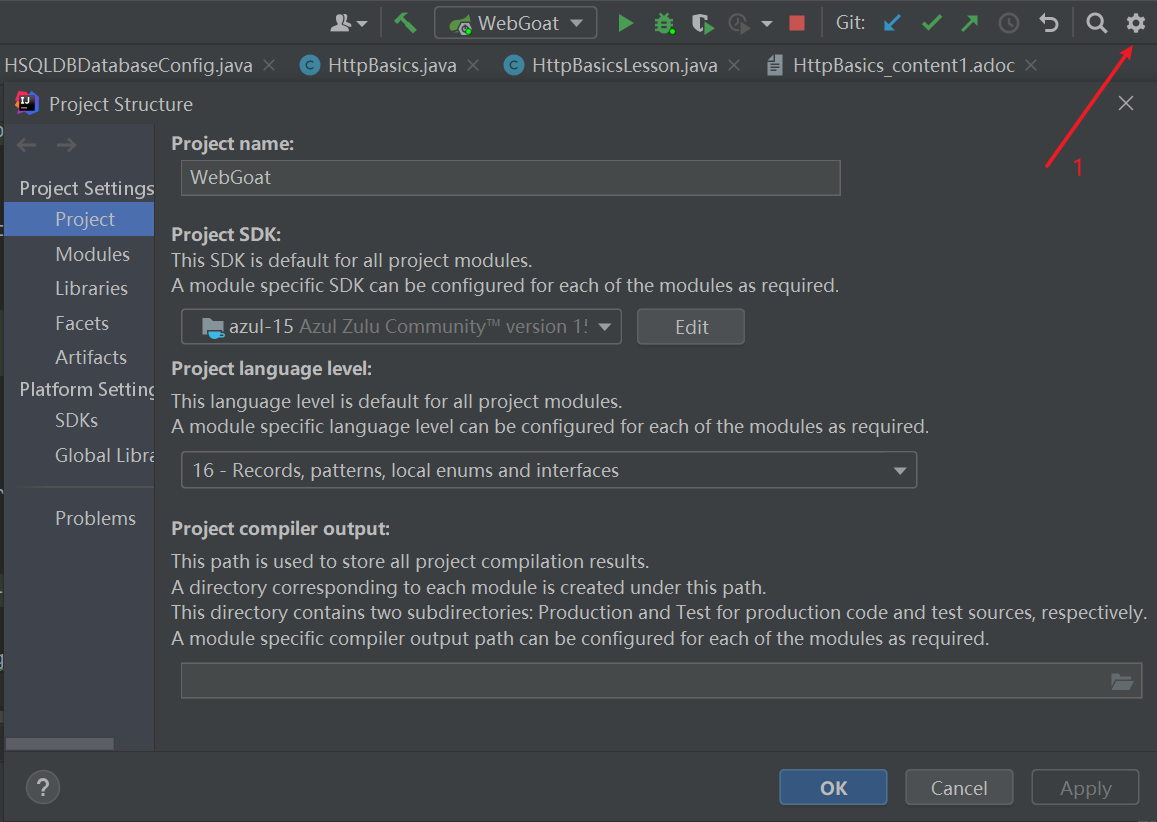 WebGoat
Git:
HSQLDBDatabaseConfig.java
HttpBasics.java
HttpBasicsLesson.java
HttpBasics_content1.adoc
1
Project Structure
Project Settings
Project
Modules
Libraries
Facets
Artifacts
Platform Setting
SDKs
Global Libra
Problems
Project name:
WebGoat
Project SDK:
This SDK is default for all project modules.
A module specific SDK can be configured for each of the modules as required.
azul-15 Azul Zulu Community™ version 1
Edit
Project language level:
This language level is default for all project modules.
A module specific language level can be configured for each of the modules as required.
16 - Records, patterns, local enums and interfaces
Project compiler output:
This path is used to store all project compilation results.
A directory corresponding to each module is created under this path.
This directory contains two subdirectories: Production and Test for production code and test sources, respectively.
A module specific compiler output path can be configured for each of the modules as required.
?
OK
Cancel
Apply